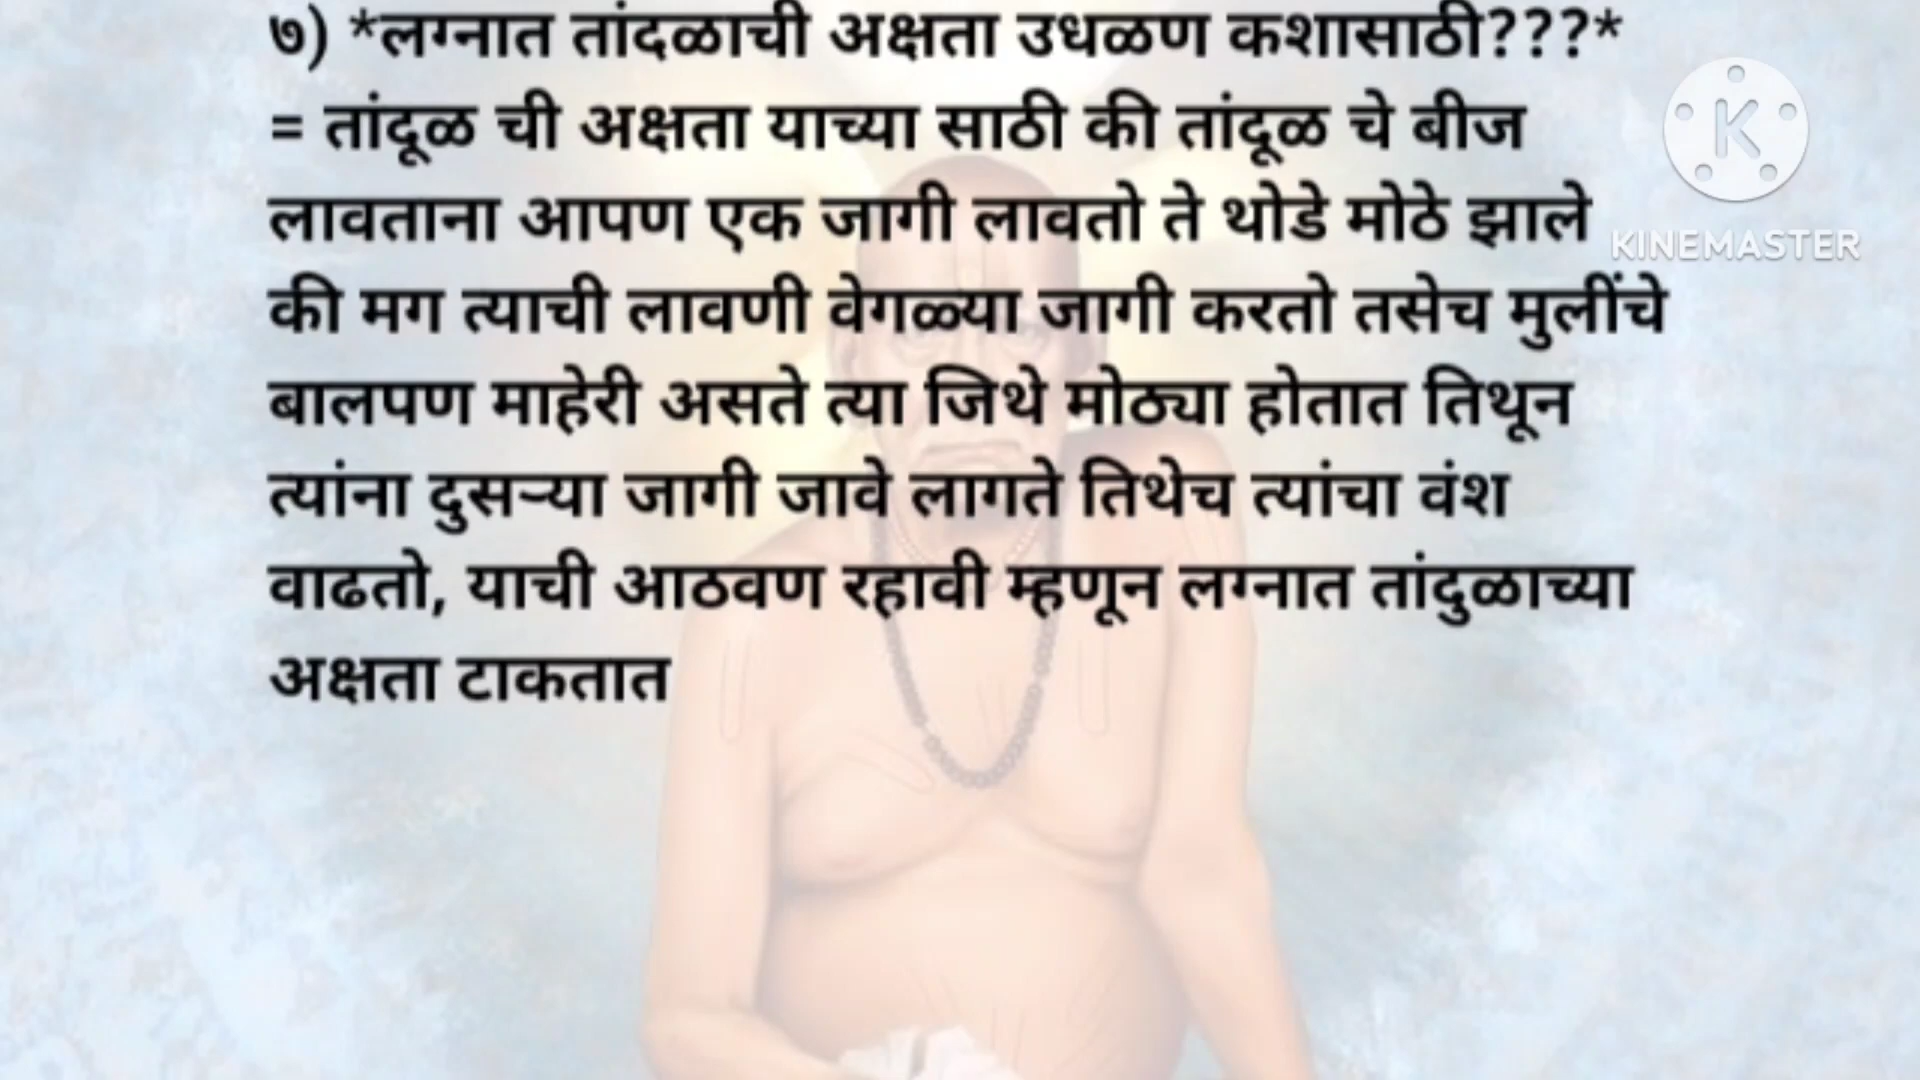 ७) *लग्नात तांदळाची अक्षता उधळण कशासाठी???*
= तांदूळ ची अक्षता याच्या साठी की तांदूळ चे बीज
लावताना आपण एक जागी लावतो ते थोडे मोठे झाले
की मग त्याची लावणी वेगळ्या जागी करतो तसेच मुलींचे
बालपण माहेरी असते त्या जिथे मोठ्या होतात तिथून
त्यांना दुसऱ्या जागी जावे लागते तिथेच त्यांचा वंश
वाढतो, याची आठवण रहावी म्हणून लग्नात तांदुळाच्या
अक्षता टाकतात
K
KINEMASTER